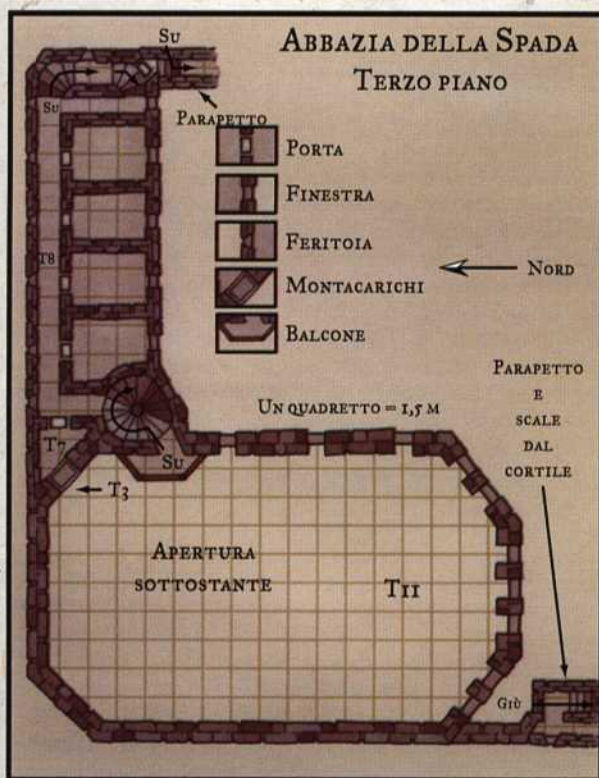 Abbazia della Spada
Terzo piano
Su
Su
Parapetto
Porta
Finestra
Feritoia
Montacarichi
Balcone
Nord
T8
Un quadretto = 1,5 m
Parapetto
e
scale
dal
cortile
T7
Su
T3
Apertura
sottostante
T11
Giù